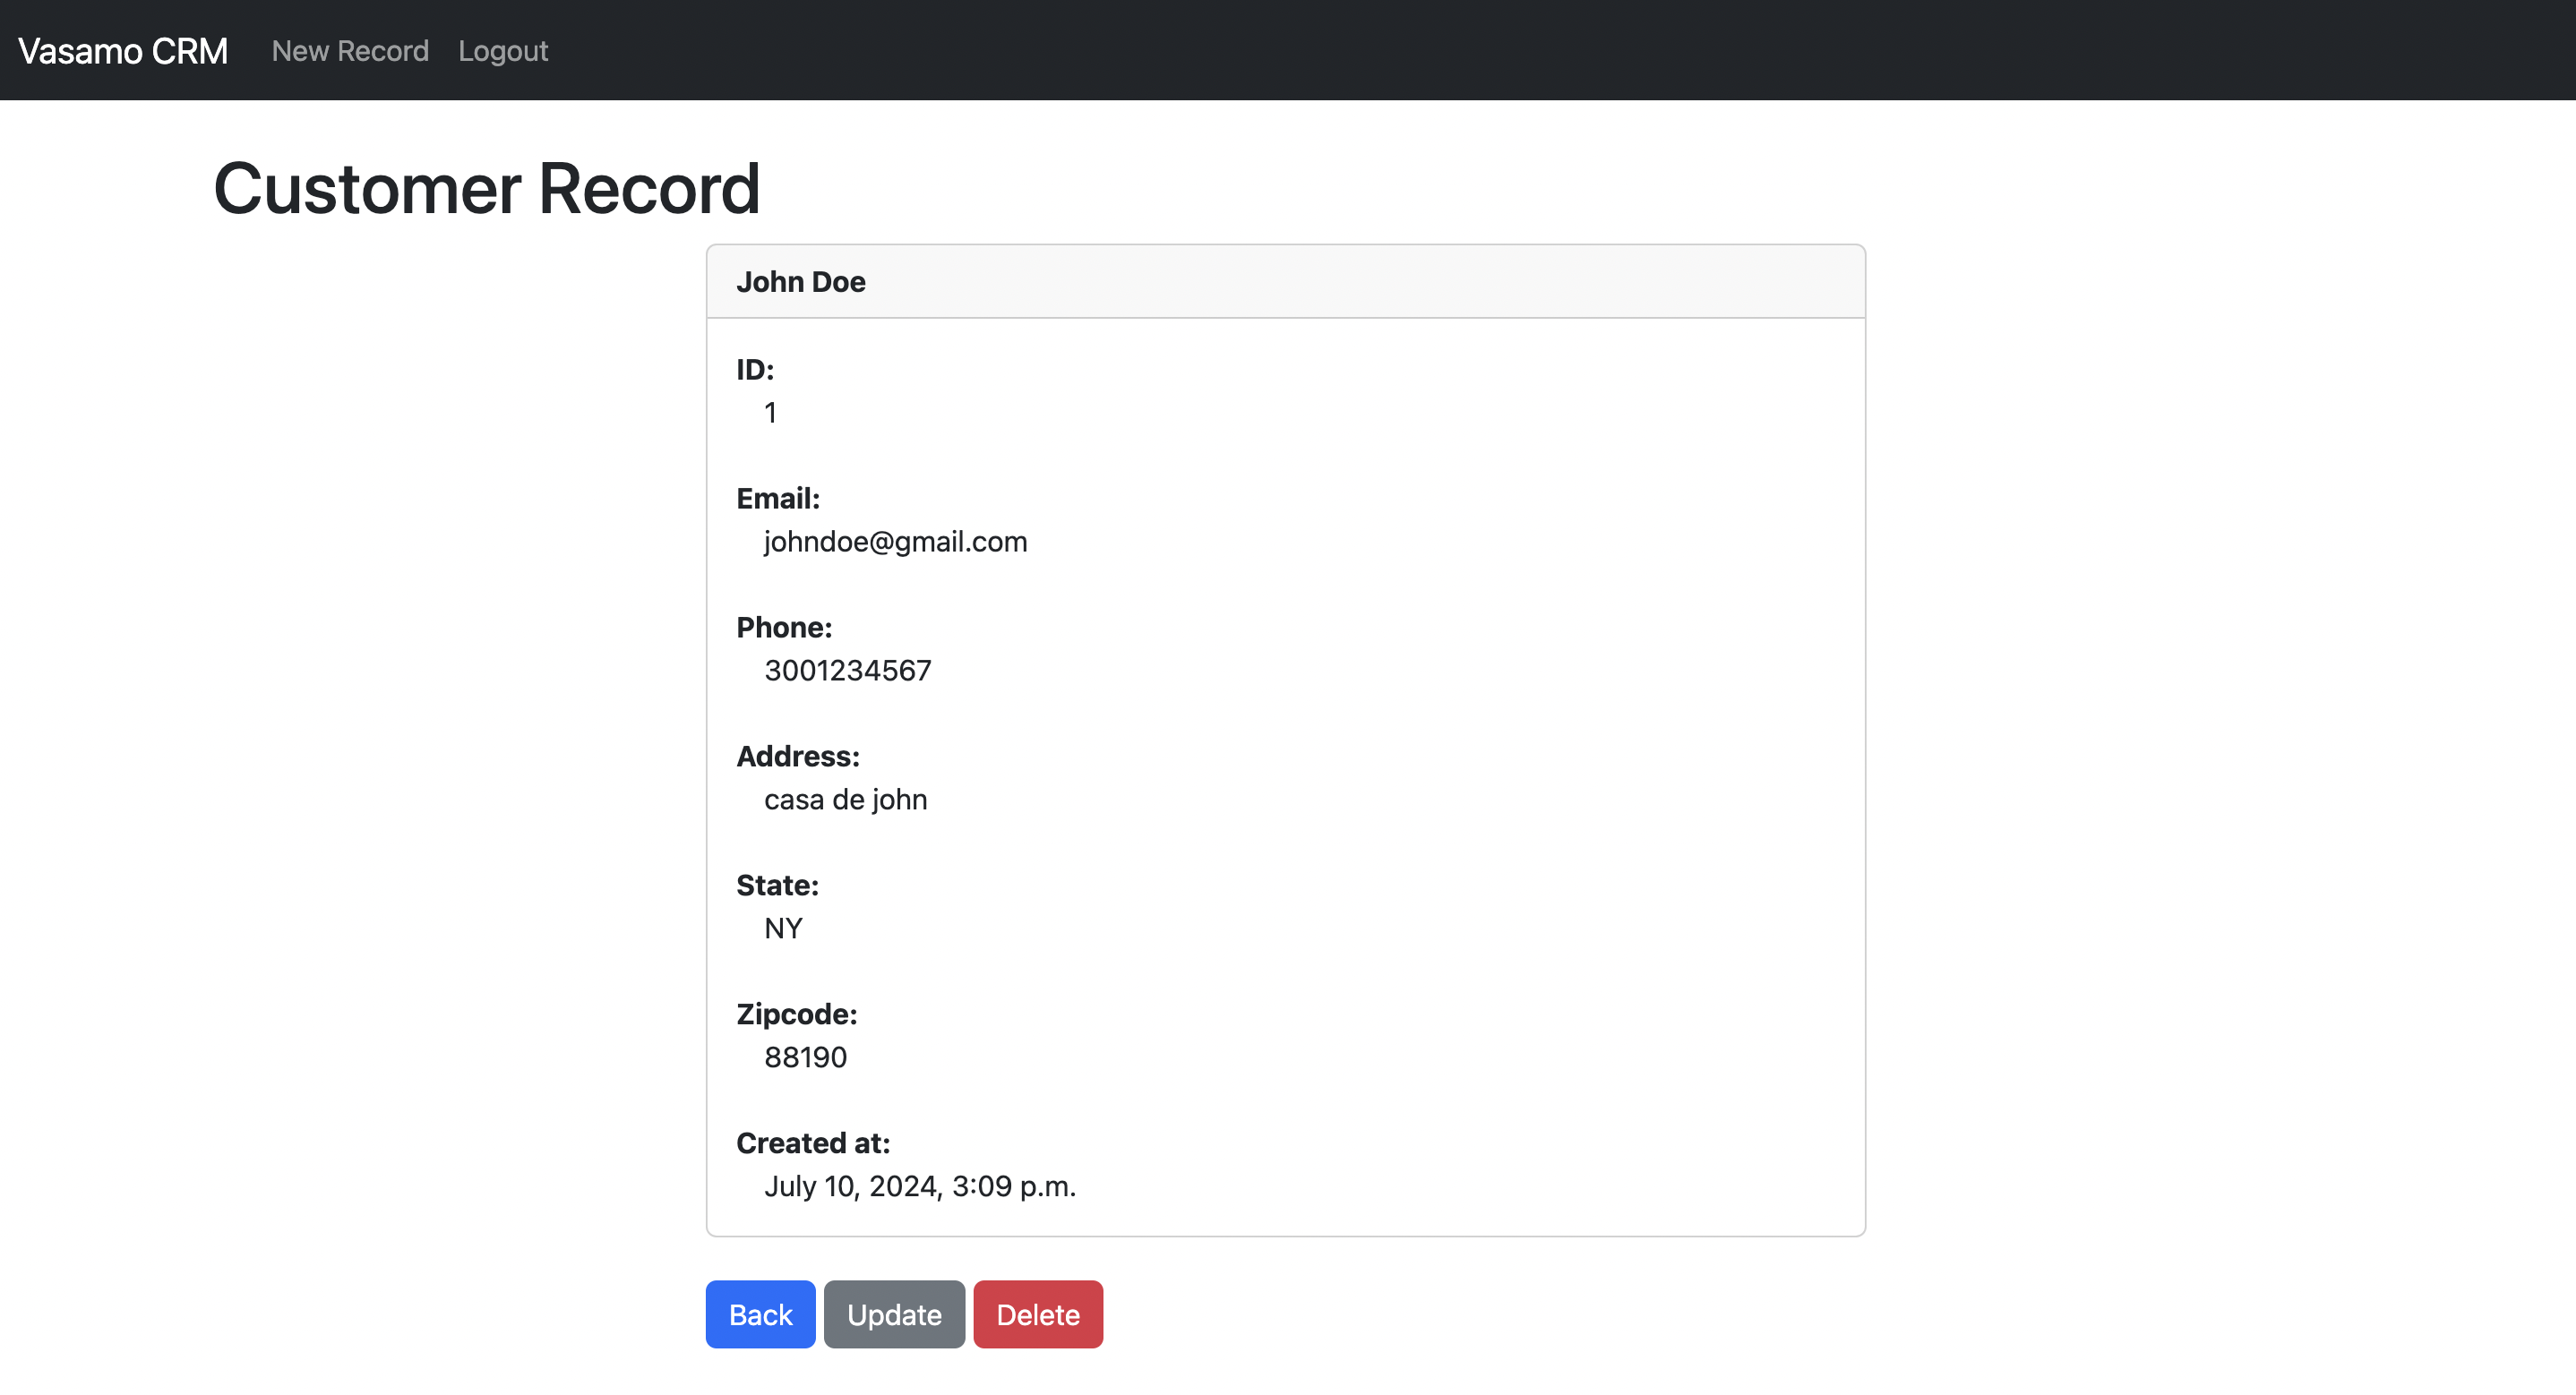 Vasamo CRM New Record Logout
Customer Record
John Doe
ID:
1
Email:
johndoe@gmail.com
Phone:
3001234567
Address:
casa de john
State:
NY
Zipcode:
88190
Created at:
July 10, 2024, 3:09 p.m.
Back Update Delete